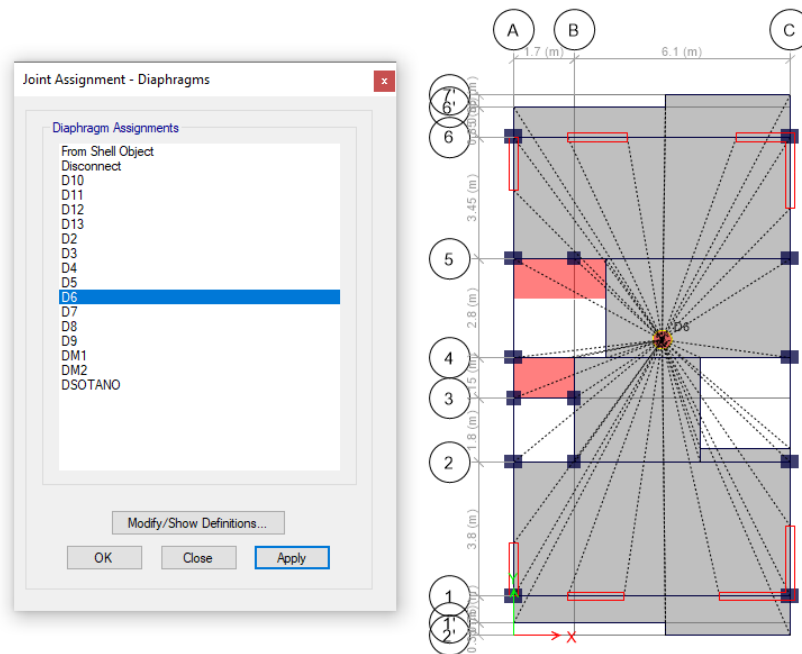 Joint Assignment - Diaphragms
x
Diaphragm Assignments
From Shell Object
Disconnect
D10
D11
D12
D13
D2
D3
D4
D5
D6
D7
D8
D9
DM1
DM2
DSOTANO
Modify/Show Definitions...
OK Close Apply
A B C
1.7 (m) 6.1 (m)
7'
6'
6
3.45 (m)
5
2.8 (m)
D6
4
3
1.8 (m)
2
3.8 (m)
1
1'
2'
Y
X